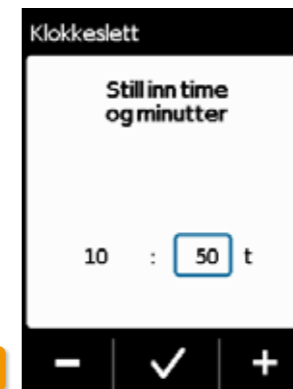 Klokkeslett
Still inn time
og minutter
10 : 50 t
− ✓ +